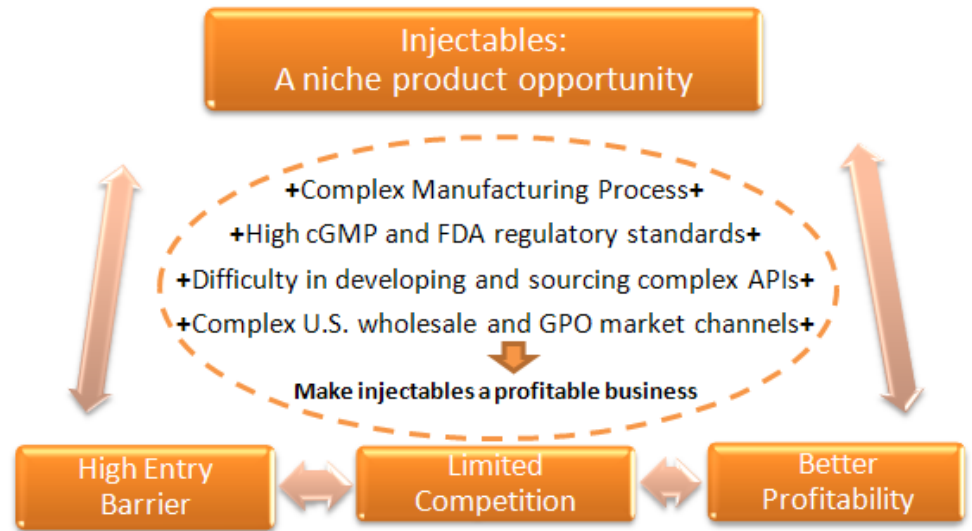 Injectables:
A niche product opportunity
+Complex Manufacturing Process+
+High cGMP and FDA regulatory standards+
+Difficulty in developing and sourcing complex APIs+
+Complex U.S. wholesale and GPO market channels+
Make injectables a profitable business
High Entry
Barrier
Limited
Competition
Better
Profitability